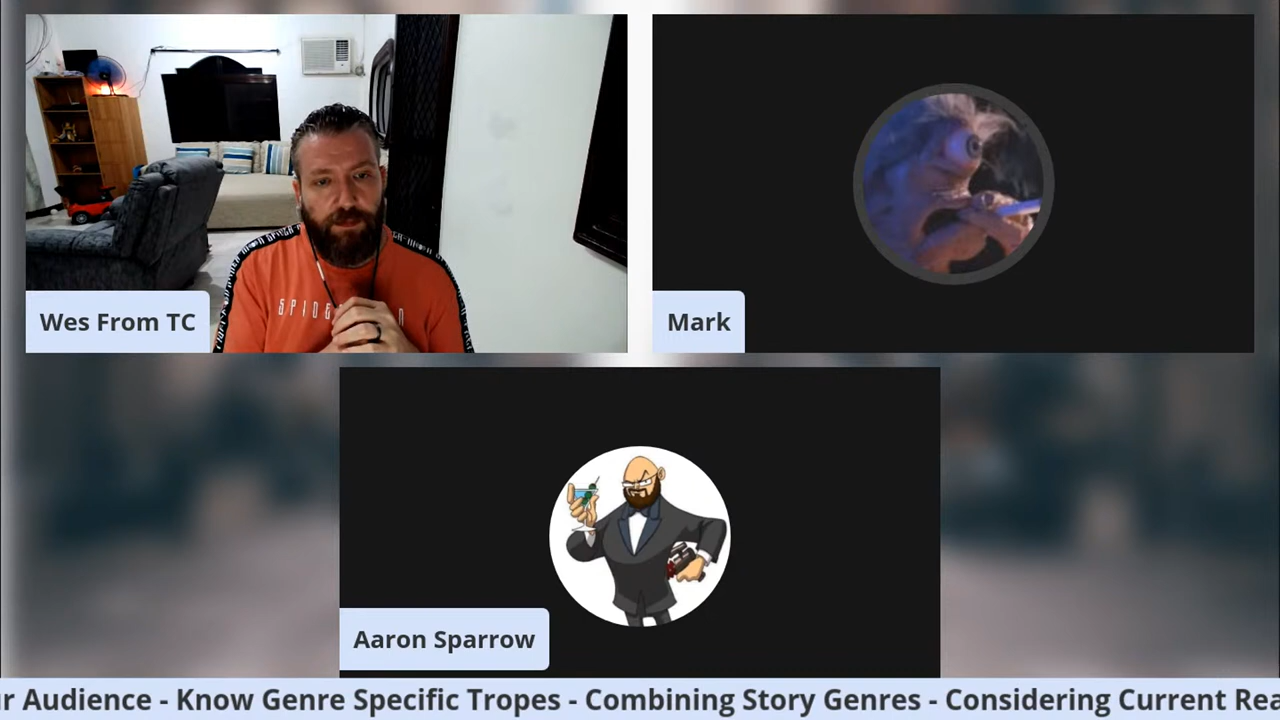 Wes From TC
Mark
Aaron Sparrow
r Audience - Know Genre Specific Tropes - Combining Story Genres - Considering Current Rea